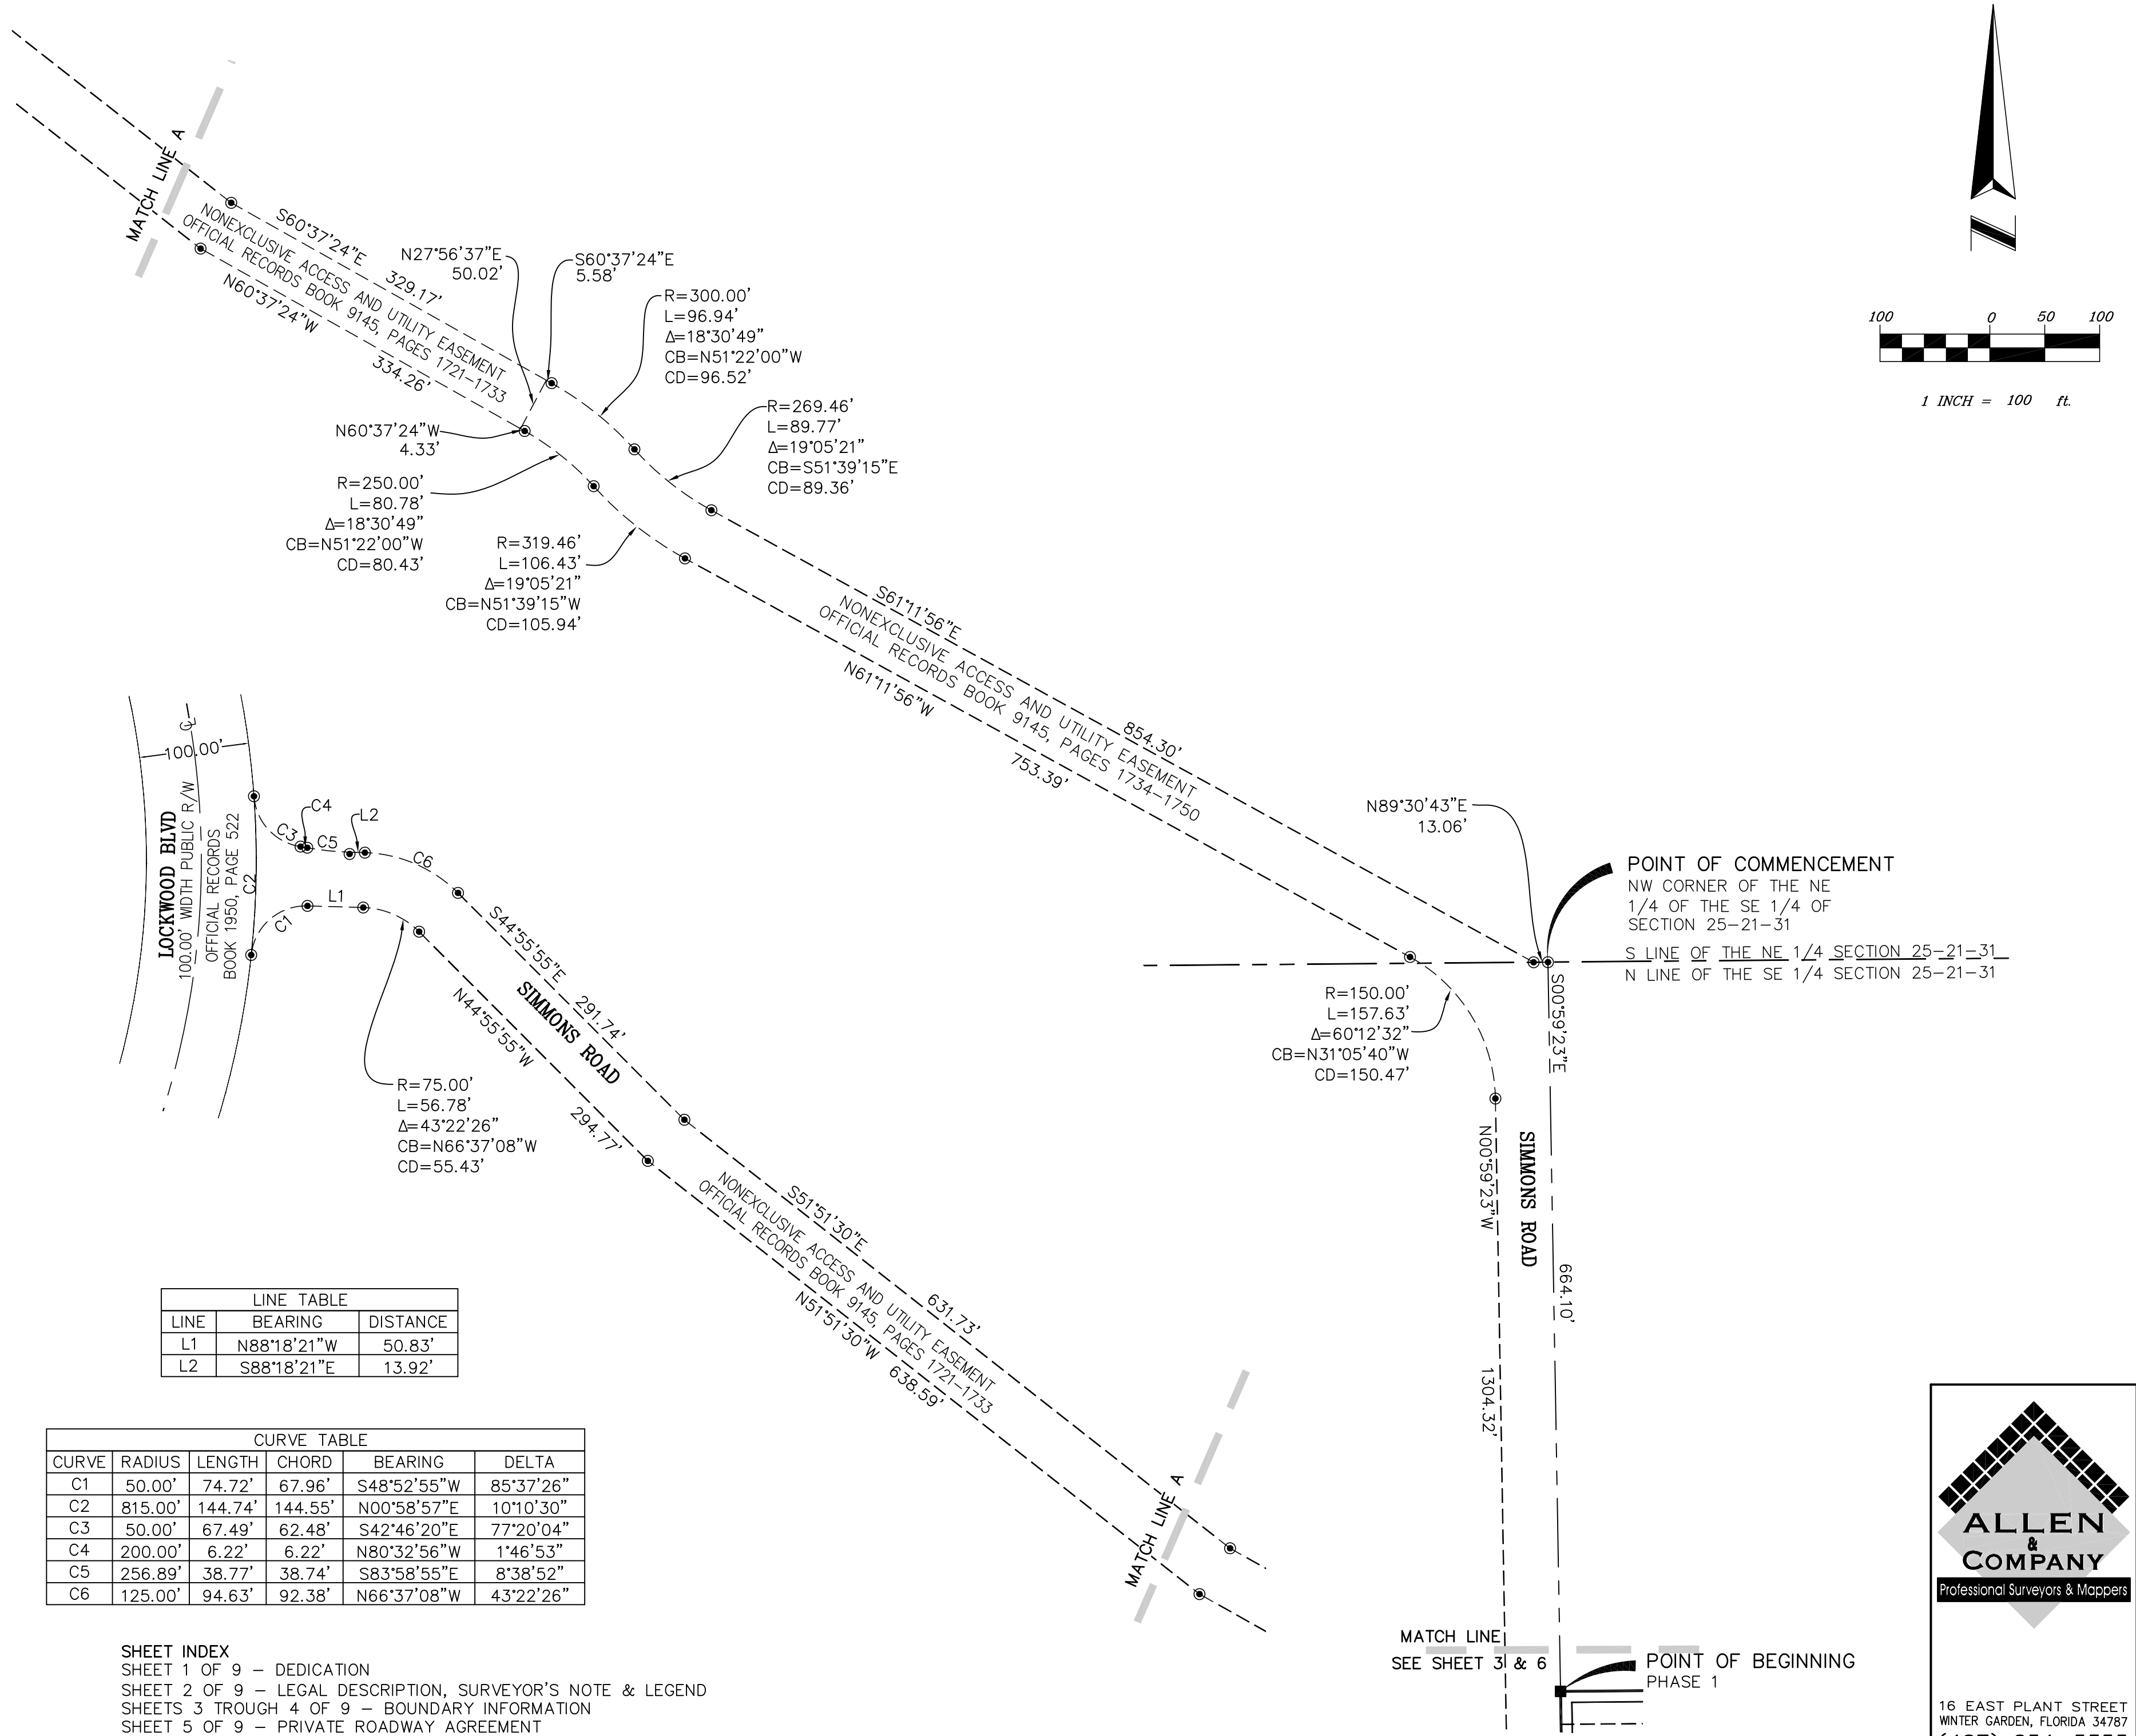 MATCH LINE A
S60°37'24"E
329.17'
NONEXCLUSIVE ACCESS AND UTILITY EASEMENT
OFFICIAL RECORDS BOOK 9145, PAGES 1721-1733
N60°37'24"W
334.26'
N27°56'37"E
50.02'
S60°37'24"E
5.58'
R=300.00'
L=96.94'
Δ=18°30'49"
CB=N51°22'00"W
CD=96.52'
R=269.46'
L=89.77'
Δ=19°05'21"
CB=S51°39'15"E
CD=89.36'
N60°37'24"W
4.33'
R=250.00'
L=80.78'
Δ=18°30'49"
CB=N51°22'00"W
CD=80.43'
R=319.46'
L=106.43'
Δ=19°05'21"
CB=N51°39'15"W
CD=105.94'
100 0 50 100
1 INCH = 100 ft.
S61°11'56"E
854.30'
NONEXCLUSIVE ACCESS AND UTILITY EASEMENT
OFFICIAL RECORDS BOOK 9145, PAGES 1734-1750
N61°11'56"W
753.39'
N89°30'43"E
13.06'
POINT OF COMMENCEMENT
NW CORNER OF THE NE
1/4 OF THE SE 1/4 OF
SECTION 25-21-31
S LINE OF THE NE 1/4 SECTION 25-21-31
N LINE OF THE SE 1/4 SECTION 25-21-31
R=150.00'
L=157.63'
Δ=60°12'32"
CB=N31°05'40"W
CD=150.47'
S00°59'23"E
664.10'
SIMMONS ROAD
N00°59'23"W
1304.32'
℄
100.00'
LOCKWOOD BLVD
100.00' WIDTH PUBLIC R/W
OFFICIAL RECORDS
BOOK 1950, PAGE 522
C2
C3
C4
C5
L2
C6
C1
L1
S44°55'55"E
291.74'
SIMMONS ROAD
N44°55'55"W
294.77'
R=75.00'
L=56.78'
Δ=43°22'26"
CB=N66°37'08"W
CD=55.43'
S51°51'30"E
631.73'
NONEXCLUSIVE ACCESS AND UTILITY EASEMENT
OFFICIAL RECORDS BOOK 9145, PAGES 1721-1733
N51°51'30"W
638.59'
MATCH LINE A
LINE TABLE
LINE BEARING DISTANCE
L1 N88°18'21"W 50.83'
L2 S88°18'21"E 13.92'
CURVE TABLE
CURVE RADIUS LENGTH CHORD BEARING DELTA
C1 50.00' 74.72' 67.96' S48°52'55"W 85°37'26"
C2 815.00' 144.74' 144.55' N00°58'57"E 10°10'30"
C3 50.00' 67.49' 62.48' S42°46'20"E 77°20'04"
C4 200.00' 6.22' 6.22' N80°32'56"W 1°46'53"
C5 256.89' 38.77' 38.74' S83°58'55"E 8°38'52"
C6 125.00' 94.63' 92.38' N66°37'08"W 43°22'26"
SHEET INDEX
SHEET 1 OF 9 – DEDICATION
SHEET 2 OF 9 – LEGAL DESCRIPTION, SURVEYOR'S NOTE & LEGEND
SHEETS 3 TROUGH 4 OF 9 – BOUNDARY INFORMATION
SHEET 5 OF 9 – PRIVATE ROADWAY AGREEMENT
MATCH LINE
SEE SHEET 3 & 6
POINT OF BEGINNING
PHASE 1
ALLEN
&
COMPANY
Professional Surveyors & Mappers
16 EAST PLANT STREET
WINTER GARDEN, FLORIDA 34787